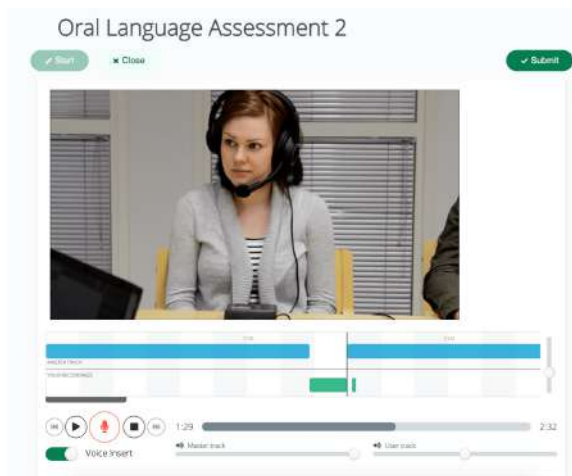 Oral Language Assessment 2
Start
Close
Submit
MASTER TRACK
1:29
2:32
Voice Insert
Master track
User track